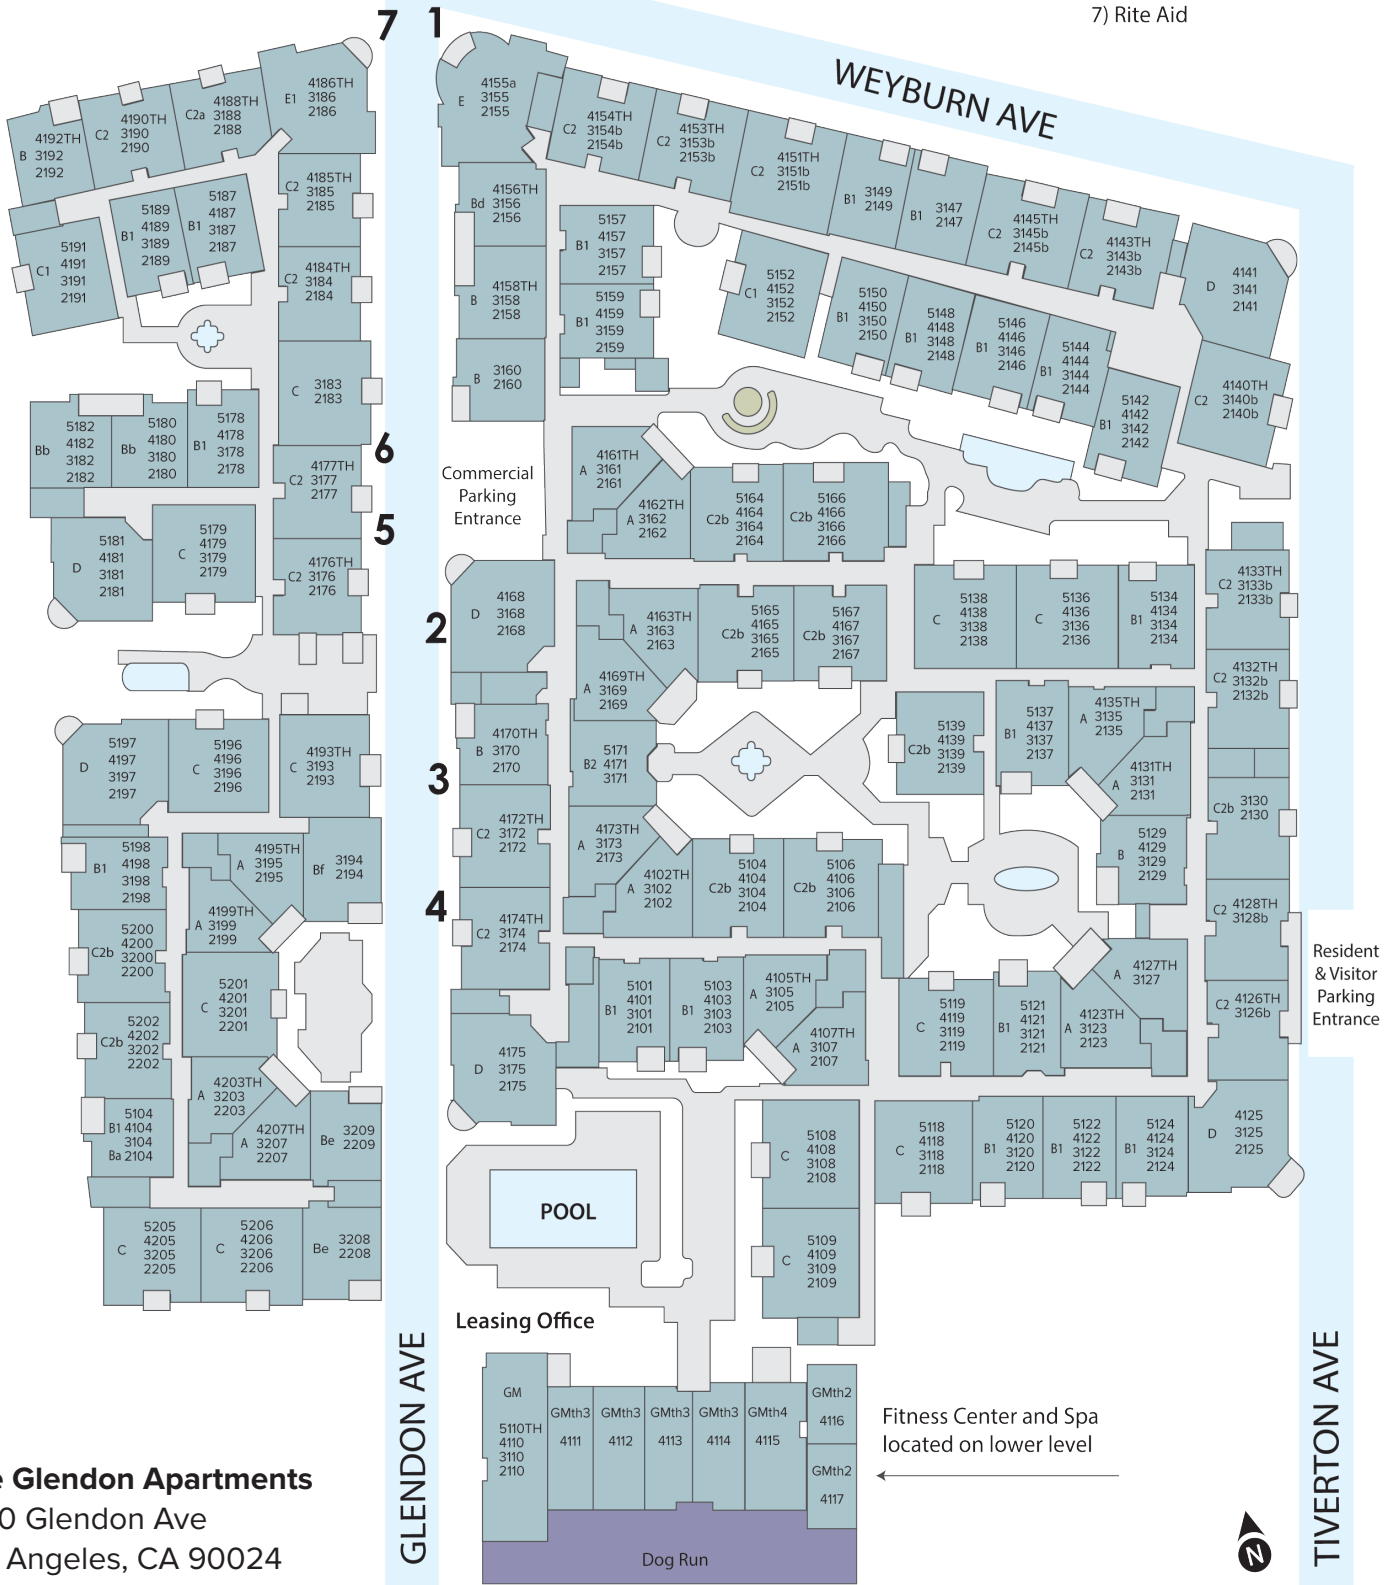 7) Rite Aid
7
1
WEYBURN AVE
E1
4186TH
3186
2186
C2a
4188TH
3188
2188
C2
4190TH
3190
2190
B
4192TH
3192
2192
C2
4185TH
3185
2185
B1
5187
4187
3187
2187
B1
5189
4189
3189
2189
C1
5191
4191
3191
2191
C2
4184TH
3184
2184
C
3183
2183
Bb
5182
4182
3182
2182
Bb
5180
4180
3180
2180
B1
5178
4178
3178
2178
6
C2
4177TH
3177
2177
5
D
5181
4181
3181
2181
C
5179
4179
3179
2179
C2
4176TH
3176
2176
D
5197
4197
3197
2197
C
5196
4196
3196
2196
C
4193TH
3193
2193
B1
5198
4198
3198
2198
A
4195TH
3195
2195
Bf
3194
2194
A
4199TH
3199
2199
C2b
5200
4200
3200
2200
C
5201
4201
3201
2201
C2b
5202
4202
3202
2202
A
4203TH
3203
2203
B1
Ba
5104
4104
3104
2104
A
4207TH
3207
2207
Be
3209
2209
C
5205
4205
3205
2205
C
5206
4206
3206
2206
Be
3208
2208
E
4155a
3155
2155
C2
4154TH
3154b
2154b
C2
4153TH
3153b
2153b
C2
4151TH
3151b
2151b
B1
3149
2149
B1
3147
2147
C2
4145TH
3145b
2145b
C2
4143TH
3143b
2143b
D
4141
3141
2141
Bd
4156TH
3156
2156
B1
5157
4157
3157
2157
B
4158TH
3158
2158
B1
5159
4159
3159
2159
B
3160
2160
C1
5152
4152
3152
2152
B1
5150
4150
3150
2150
B1
5148
4148
3148
2148
B1
5146
4146
3146
2146
B1
5144
4144
3144
2144
B1
5142
4142
3142
2142
C2
4140TH
3140b
2140b
Commercial
Parking
Entrance
A
4161TH
3161
2161
A
4162TH
3162
2162
C2b
5164
4164
3164
2164
C2b
5166
4166
3166
2166
2
D
4168
3168
2168
A
4163TH
3163
2163
C2b
5165
4165
3165
2165
C2b
5167
4167
3167
2167
C
5138
4138
3138
2138
C
5136
4136
3136
2136
B1
5134
4134
3134
2134
C2
4133TH
3133b
2133b
A
4169TH
3169
2169
C2
4132TH
3132b
2132b
3
B
4170TH
3170
2170
B2
5171
4171
3171
C2b
5139
4139
3139
2139
B1
5137
4137
3137
2137
A
4135TH
3135
2135
A
4131TH
3131
2131
C2b
3130
2130
4
C2
4172TH
3172
2172
A
4173TH
3173
2173
A
4102TH
3102
2102
C2b
5104
4104
3104
2104
C2b
5106
4106
3106
2106
B
5129
4129
3129
2129
C2
4128TH
3128b
C2
4174TH
3174
2174
Resident
& Visitor
Parking
Entrance
B1
5101
4101
3101
2101
B1
5103
4103
3103
2103
A
4105TH
3105
2105
A
4107TH
3107
2107
C
5119
4119
3119
2119
B1
5121
4121
3121
2121
A
4123TH
3123
2123
A
4127TH
3127
C2
4126TH
3126b
D
4175
3175
2175
C
5108
4108
3108
2108
C
5118
4118
3118
2118
B1
5120
4120
3120
2120
B1
5122
4122
3122
2122
B1
5124
4124
3124
2124
D
4125
3125
2125
POOL
C
5109
4109
3109
2109
Leasing Office
GM
5110TH
4110
3110
2110
GMth3
4111
GMth3
4112
GMth3
4113
GMth3
4114
GMth4
4115
GMth2
4116
GMth2
4117
Fitness Center and Spa
located on lower level
Dog Run
GLENDON AVE
TIVERTON AVE
N
Glendon Apartments
0 Glendon Ave
Angeles, CA 90024